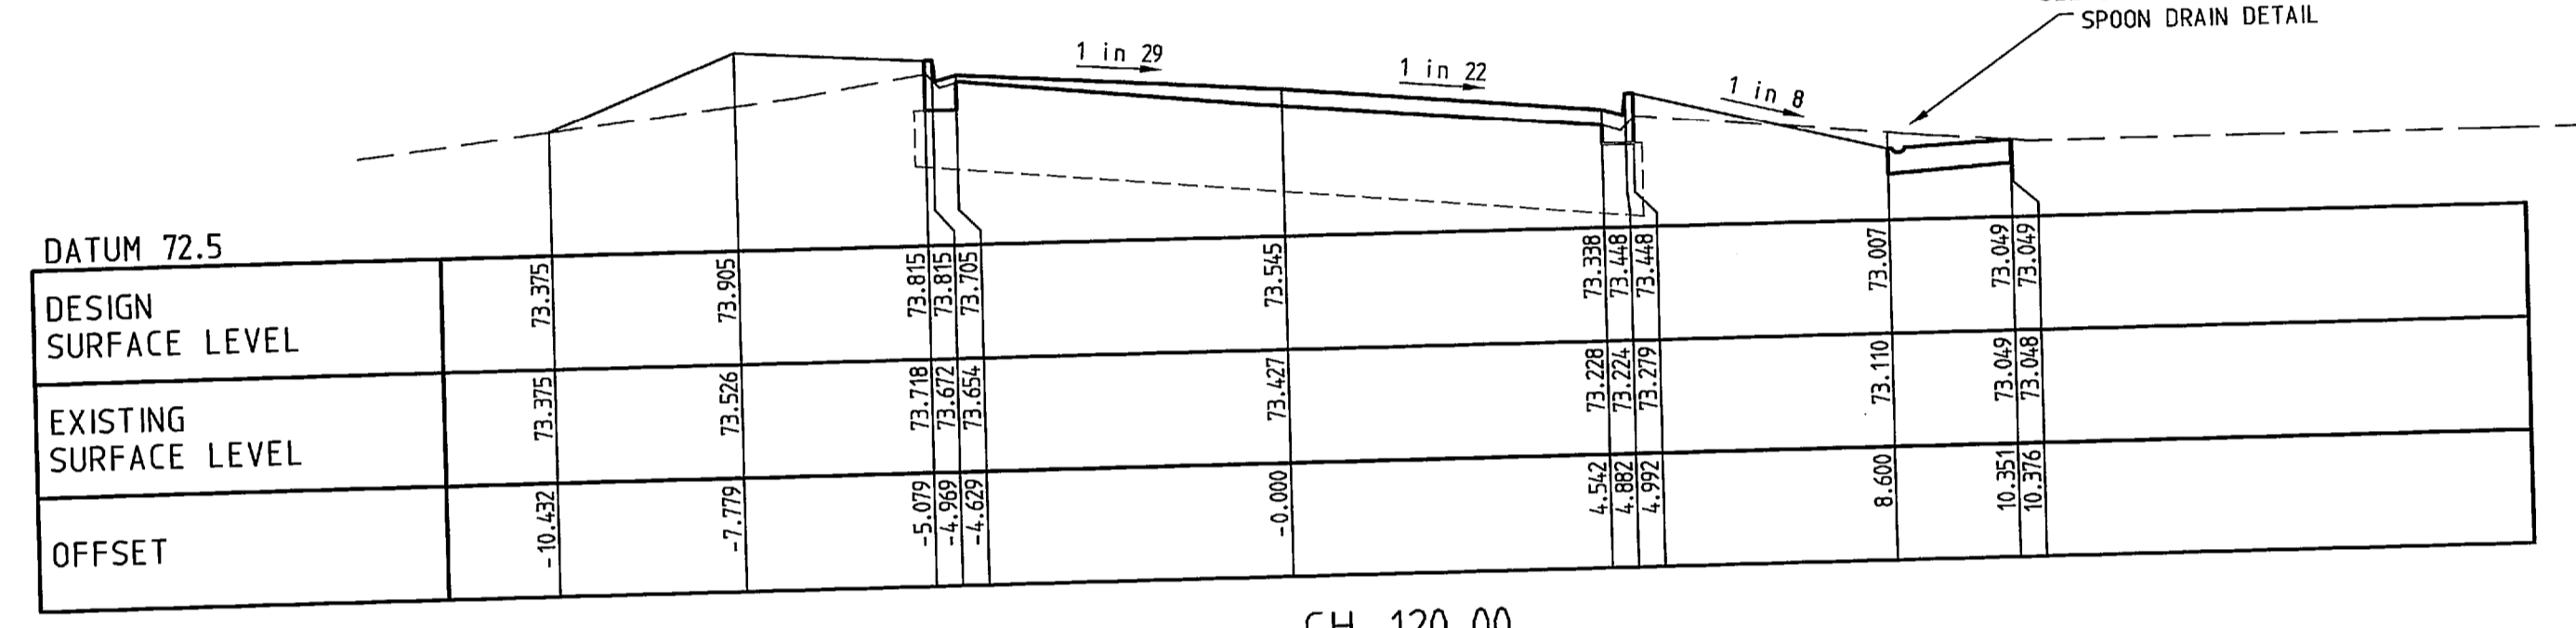 SPOON DRAIN DETAIL
1 in 29
1 in 22
1 in 8
DATUM 72.5
DESIGN
SURFACE LEVEL
73.375 73.905 73.815 73.815 73.705 73.545 73.338 73.448 73.448 73.007 73.049 73.049
EXISTING
SURFACE LEVEL
73.375 73.526 73.718 73.672 73.654 73.427 73.228 73.224 73.279 73.110 73.049 73.048
OFFSET
-10.432 -7.779 -5.079 -4.969 -4.629 -0.000 4.542 4.882 4.992 8.600 10.351 10.376
CH 120.00